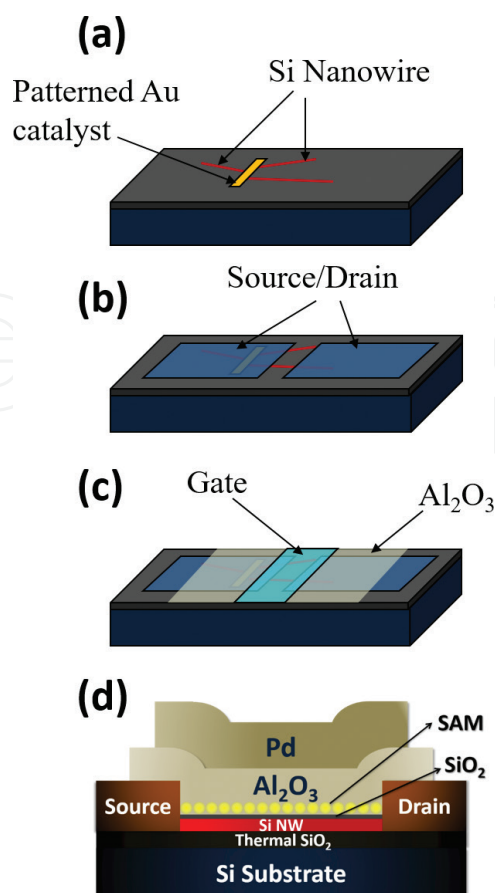 (a)
Si Nanowire
Patterned Au
catalyst
(b)
Source/Drain
(c)
Gate
Al₂O₃
(d)
SAM
Pd
SiO₂
Al₂O₃
Source
Drain
Si NW
Thermal SiO₂
Si Substrate